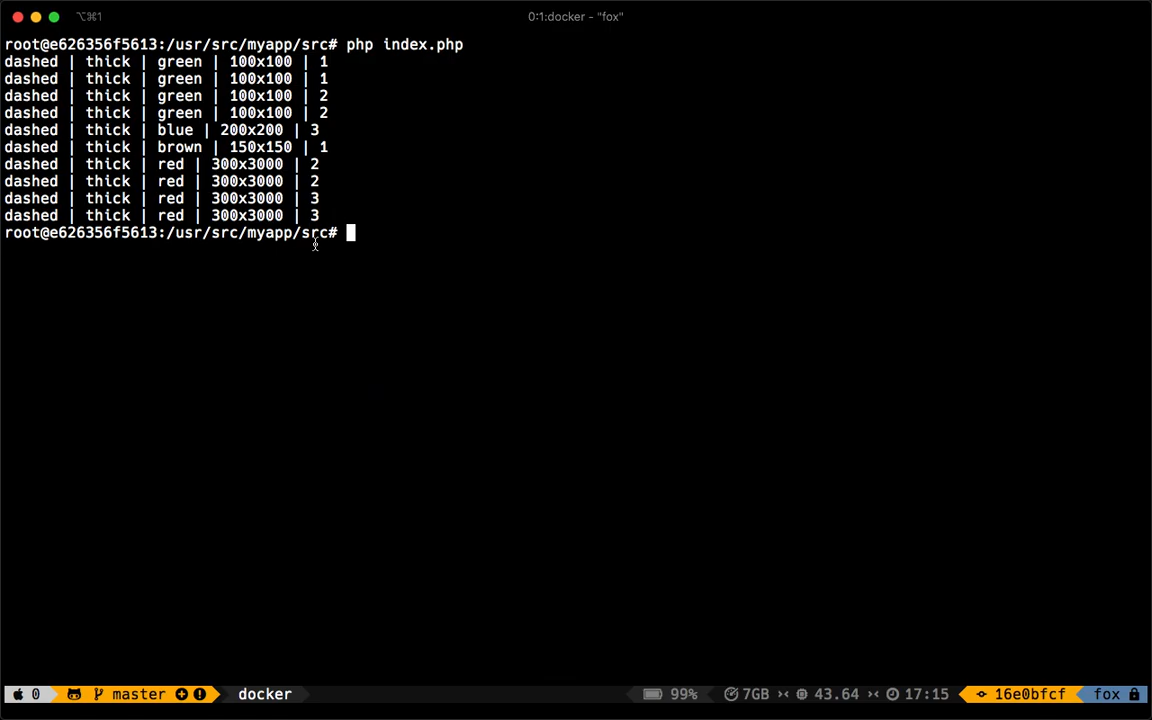 ⌥⌘1
0:1:docker - "fox"
root@e626356f5613:/usr/src/myapp/src# php index.php
dashed | thick | green | 100x100 | 1
dashed | thick | green | 100x100 | 1
dashed | thick | green | 100x100 | 2
dashed | thick | green | 100x100 | 2
dashed | thick | blue | 200x200 | 3
dashed | thick | brown | 150x150 | 1
dashed | thick | red | 300x3000 | 2
dashed | thick | red | 300x3000 | 2
dashed | thick | red | 300x3000 | 3
dashed | thick | red | 300x3000 | 3
root@e626356f5613:/usr/src/myapp/src#
0 master docker 99% 7GB 43.64 17:15 16e0bfcf fox